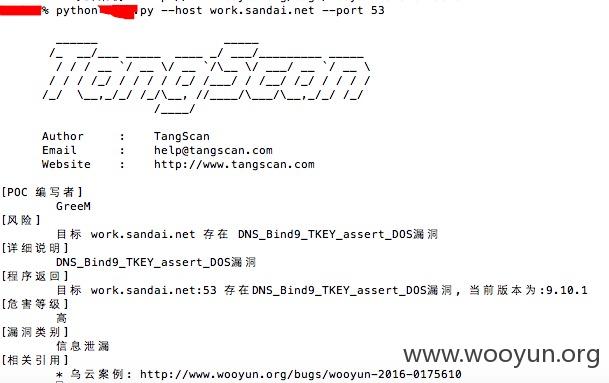 % python .py --host work.sandai.net --port 53
TangScan
Author : TangScan
Email : help@tangscan.com
Website : http://www.tangscan.com
[POC 编写者]
GreeM
[风险]
目标 work.sandai.net 存在 DNS_Bind9_TKEY_assert_DOS漏洞
[详细说明]
DNS_Bind9_TKEY_assert_DOS漏洞
[程序返回]
目标 work.sandai.net:53 存在DNS_Bind9_TKEY_assert_DOS漏洞, 当前版本为:9.10.1
[危害等级]
高
[漏洞类别]
信息泄漏
[相关引用]
* 乌云案例: http://www.wooyun.org/bugs/wooyun-2016-0175610
www.wooyun.org